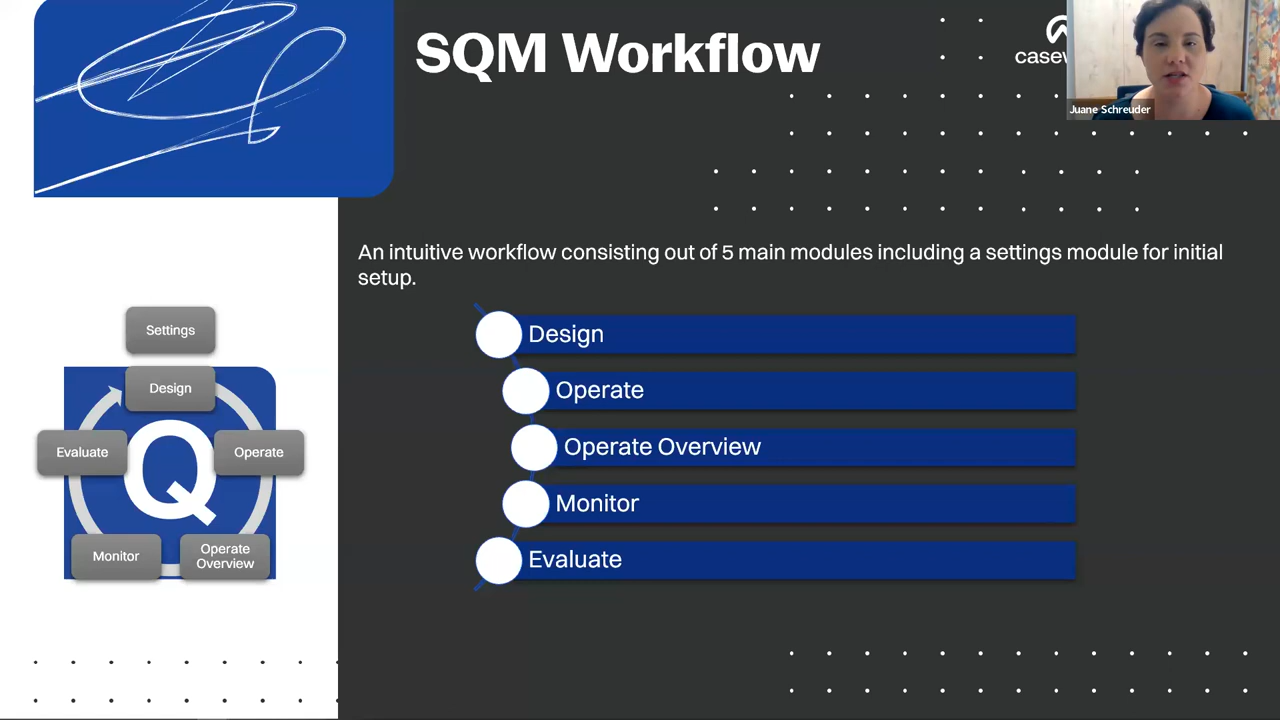 SQM Workflow
Juane Schreuder
An intuitive workflow consisting out of 5 main modules including a settings module for initial
setup.
Settings
Design
Evaluate
Operate
Q
Monitor
Operate
Overview
Design
Operate
Operate Overview
Monitor
Evaluate